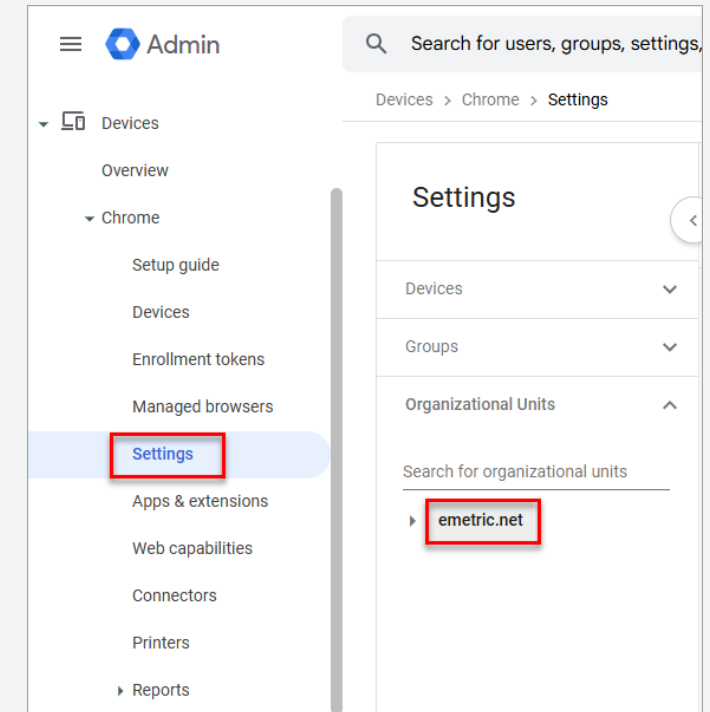 Admin
Search for users, groups, settings,
Devices
Overview
Chrome
Setup guide
Devices
Enrollment tokens
Managed browsers
Settings
Apps & extensions
Web capabilities
Connectors
Printers
Reports
Devices > Chrome > Settings
Settings
Devices
Groups
Organizational Units
Search for organizational units
emetric.net